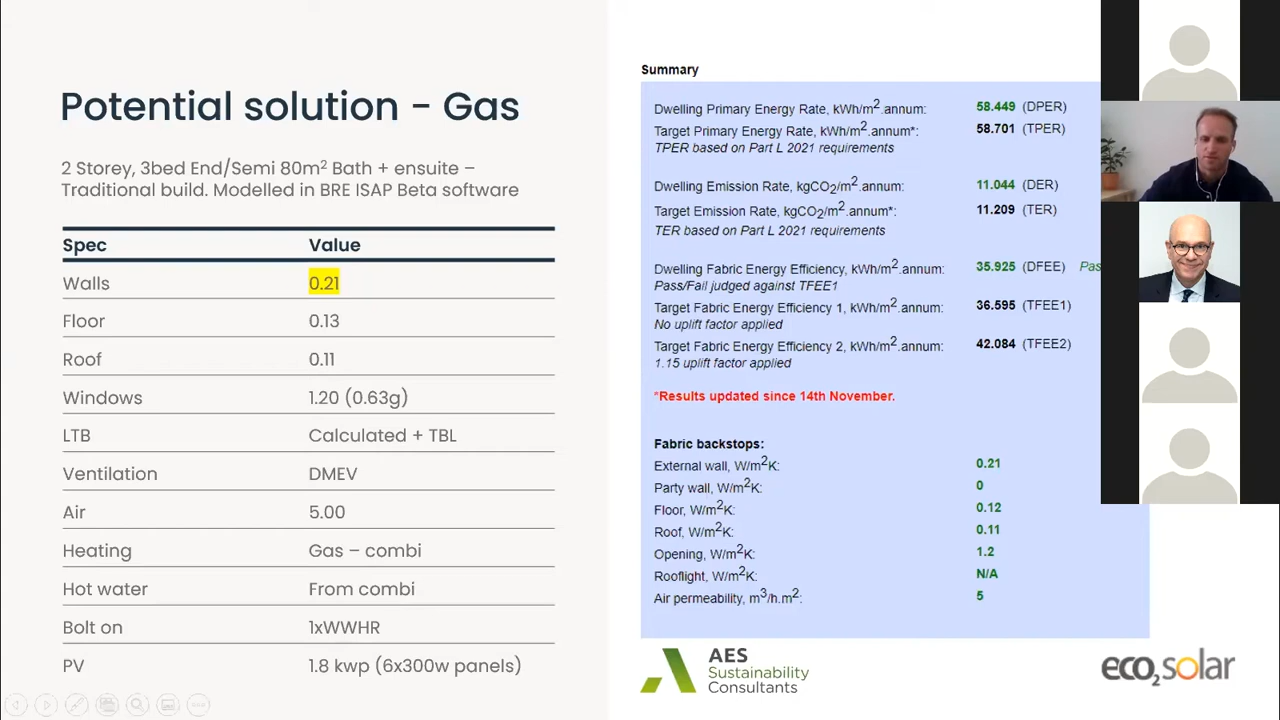 Potential solution - Gas
2 Storey, 3bed End/Semi 80m² Bath + ensuite –
Traditional build. Modelled in BRE ISAP Beta software
Spec Value
Walls 0.21
Floor 0.13
Roof 0.11
Windows 1.20 (0.63g)
LTB Calculated + TBL
Ventilation DMEV
Air 5.00
Heating Gas – combi
Hot water From combi
Bolt on 1xWWHR
PV 1.8 kwp (6x300w panels)
Summary
Dwelling Primary Energy Rate, kWh/m².annum: 58.449 (DPER)
Target Primary Energy Rate, kWh/m².annum*: 58.701 (TPER)
TPER based on Part L 2021 requirements
Dwelling Emission Rate, kgCO₂/m².annum: 11.044 (DER)
Target Emission Rate, kgCO₂/m².annum*: 11.209 (TER)
TER based on Part L 2021 requirements
Dwelling Fabric Energy Efficiency, kWh/m².annum: 35.925 (DFEE) Pas
Pass/Fail judged against TFEE1
Target Fabric Energy Efficiency 1, kWh/m².annum: 36.595 (TFEE1)
No uplift factor applied
Target Fabric Energy Efficiency 2, kWh/m².annum: 42.084 (TFEE2)
1.15 uplift factor applied
*Results updated since 14th November.
Fabric backstops:
External wall, W/m²K: 0.21
Party wall, W/m²K: 0
Floor, W/m²K: 0.12
Roof, W/m²K: 0.11
Opening, W/m²K: 1.2
Rooflight, W/m²K: N/A
Air permeability, m³/h.m²: 5
AES
Sustainability
Consultants
eco₂solar